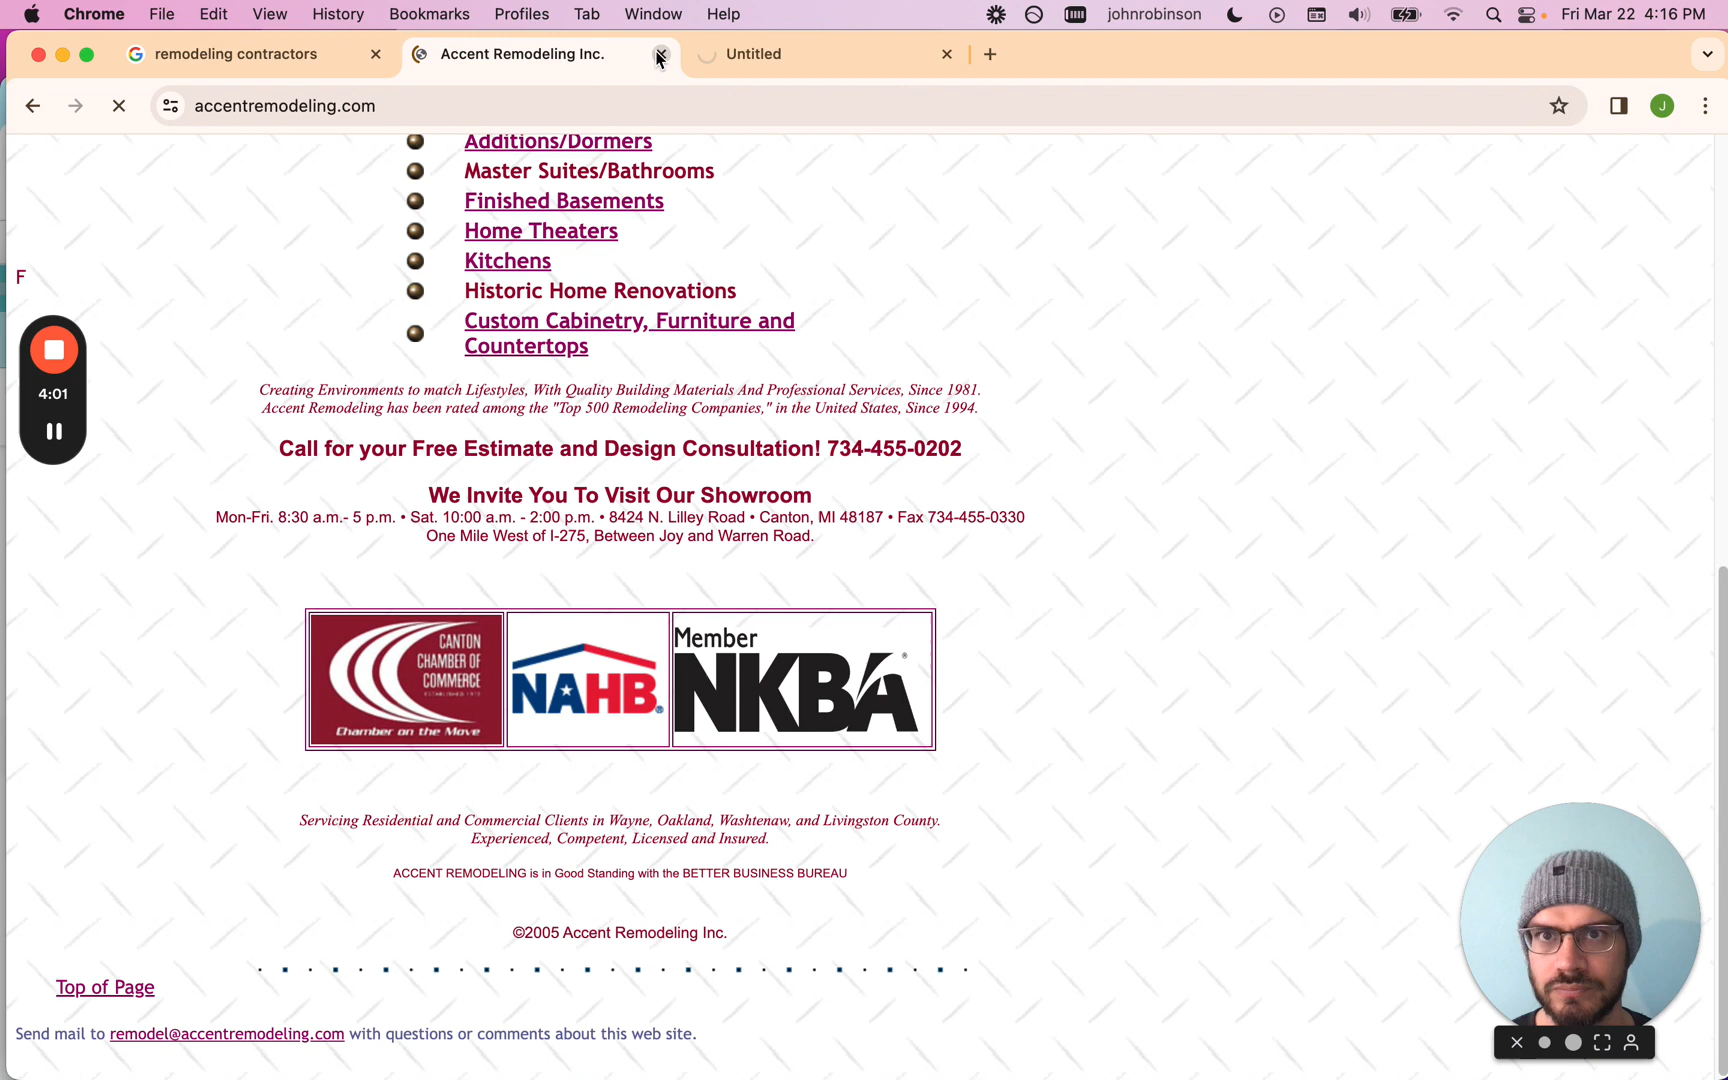 Chrome File Edit View History Bookmarks Profiles Tab Window Help johnrobinson Fri Mar 22 4:16 PM
remodeling contractors Accent Remodeling Inc. Untitled
accentremodeling.com J
Additions/Dormers
Master Suites/Bathrooms
Finished Basements
Home Theaters
F
Kitchens
Historic Home Renovations
Custom Cabinetry, Furniture and
Countertops
4:01
Creating Environments to match Lifestyles, With Quality Building Materials And Professional Services, Since 1981.
Accent Remodeling has been rated among the "Top 500 Remodeling Companies," in the United States, Since 1994.
Call for your Free Estimate and Design Consultation! 734-455-0202
We Invite You To Visit Our Showroom
Mon-Fri. 8:30 a.m.- 5 p.m. • Sat. 10:00 a.m. - 2:00 p.m. • 8424 N. Lilley Road • Canton, MI 48187 • Fax 734-455-0330
One Mile West of I-275, Between Joy and Warren Road.
CANTON
CHAMBER OF
COMMERCE
Chamber on the Move
NAHB®
Member
NKBA®
Servicing Residential and Commercial Clients in Wayne, Oakland, Washtenaw, and Livingston County.
Experienced, Competent, Licensed and Insured.
ACCENT REMODELING is in Good Standing with the BETTER BUSINESS BUREAU
©2005 Accent Remodeling Inc.
Top of Page
Send mail to remodel@accentremodeling.com with questions or comments about this web site.